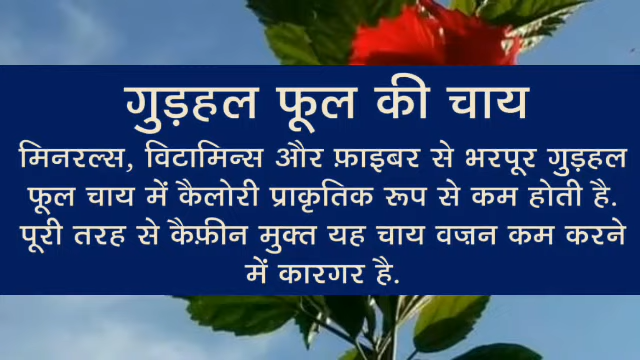 गुड़हल फूल की चाय
मिनरल्स, विटामिन्स और फ़ाइबर से भरपूर गुड़हल
फूल चाय में कैलोरी प्राकृतिक रूप से कम होती है.
पूरी तरह से कैफ़ीन मुक्त यह चाय वज़न कम करने
में कारगर है.